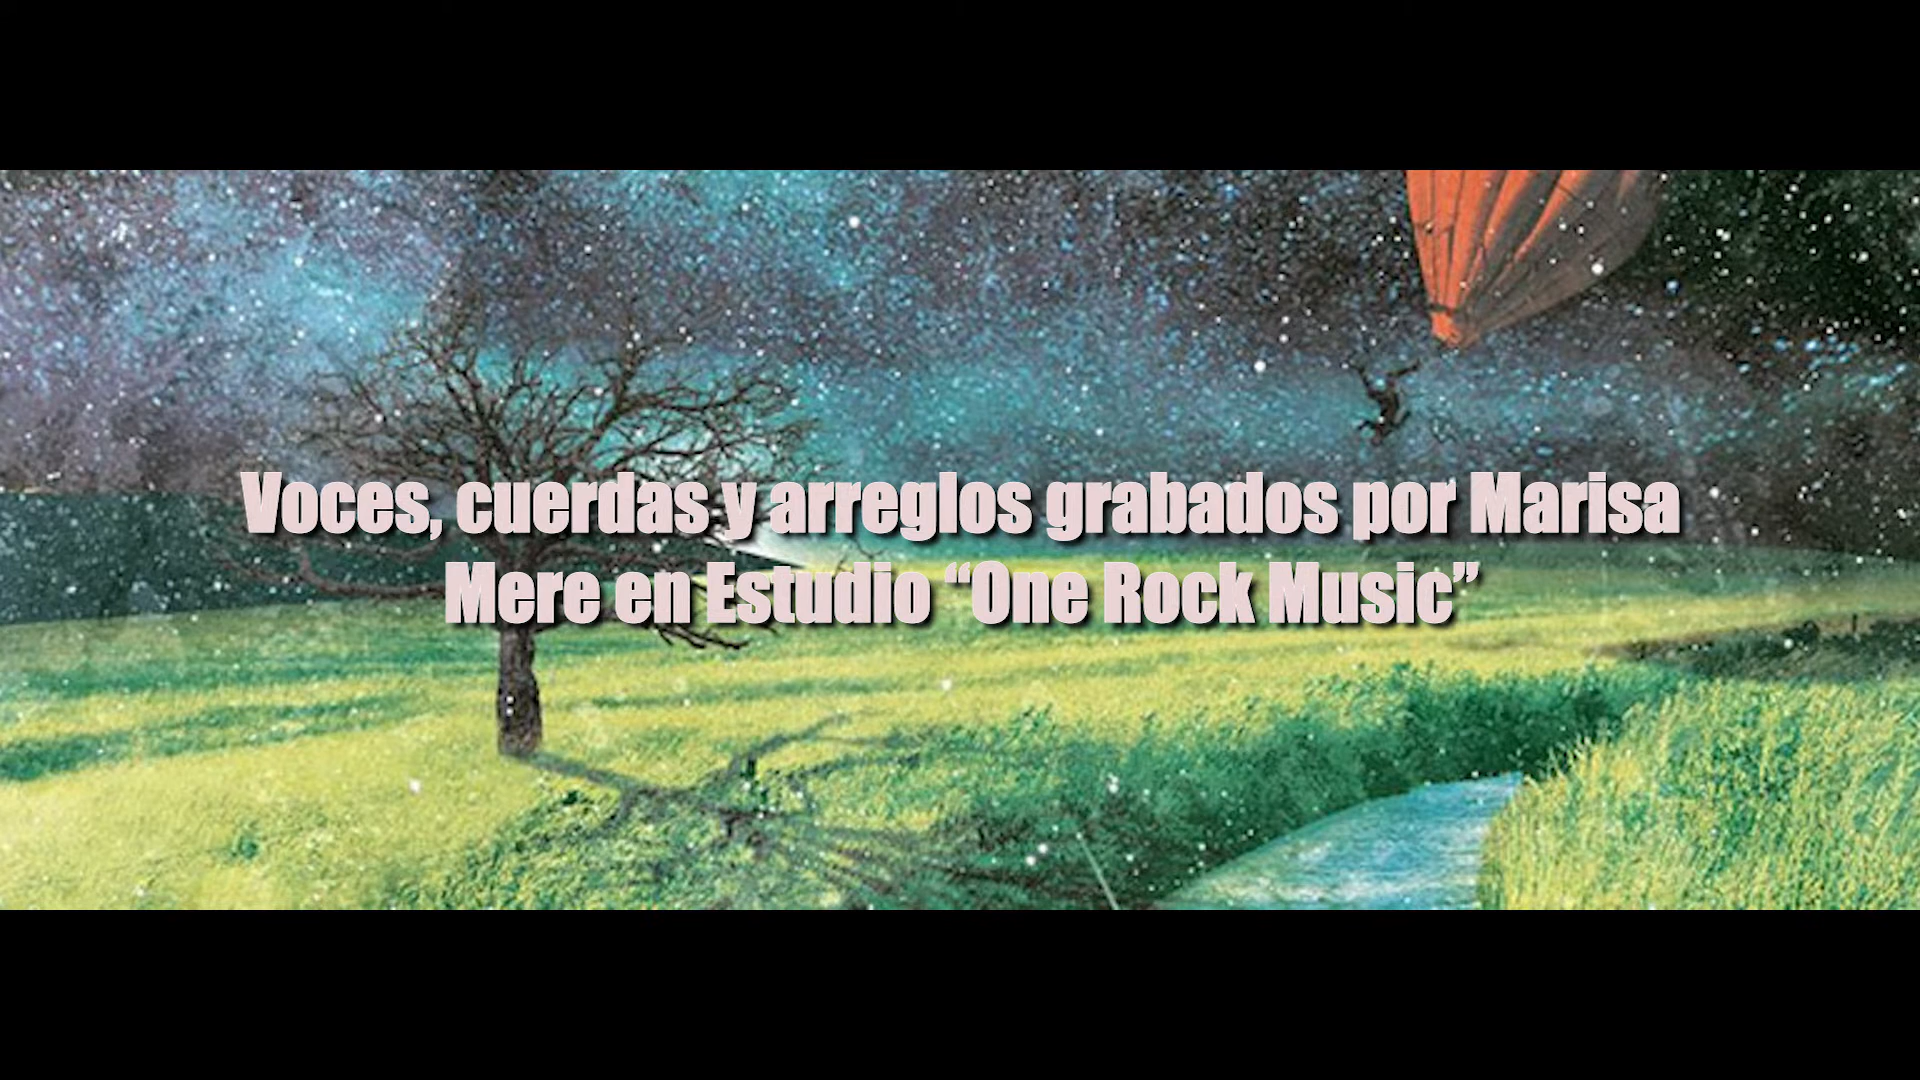 Voces, cuerdas y arreglos grabados por Marisa
Mere en Estudio “One Rock Music”